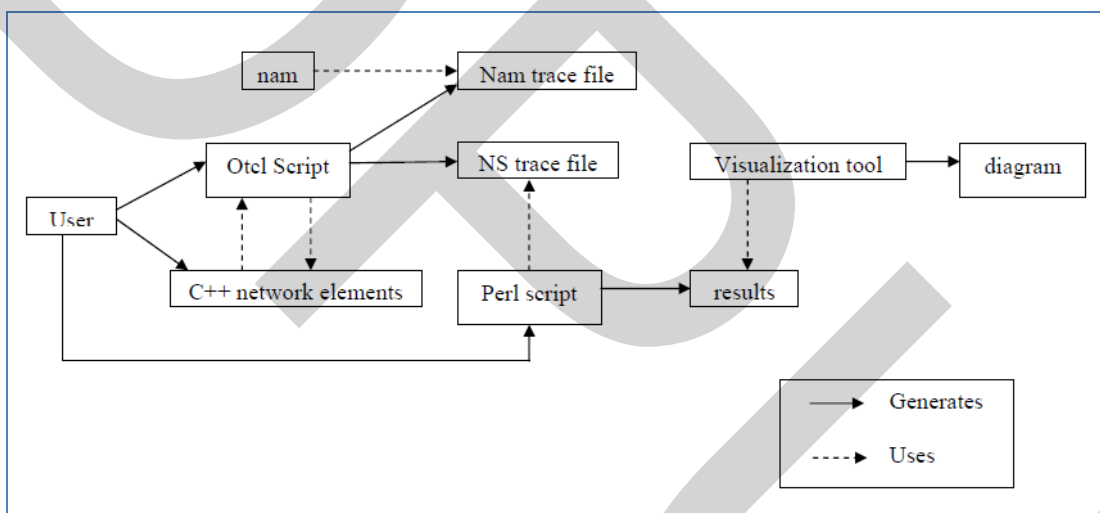 nam
Nam trace file
Otcl Script
NS trace file
Visualization tool
diagram
User
C++ network elements
Perl script
results
Generates
Uses